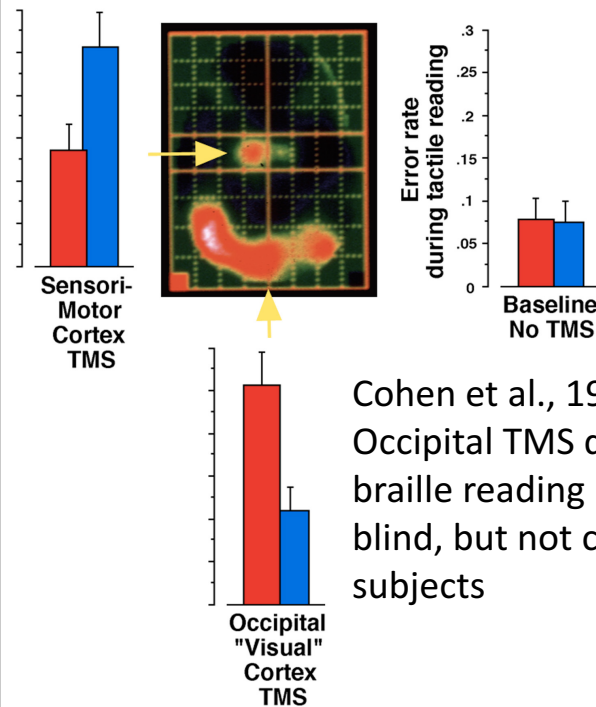 Sensori-
Motor
Cortex
TMS
Error rate
during tactile reading
.3
.25
.2
.15
.1
.05
0
Baseline
No TMS
Cohen et al.,
Occipital TMS
braille reading
blind, but not
subjects
Occipital
"Visual"
Cortex
TMS